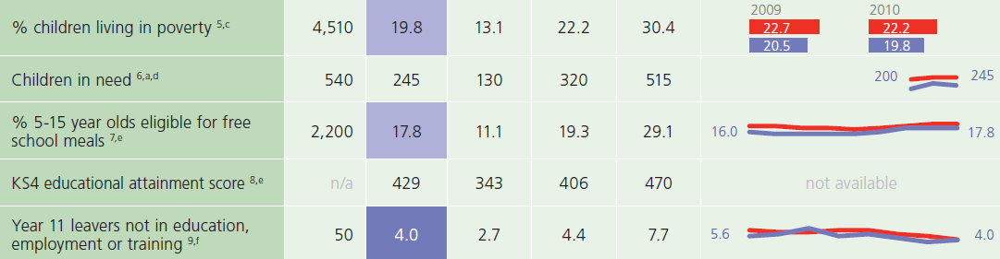 % children living in poverty 5,c 4,510 19.8 13.1 22.2 30.4
2009 2010
22.7 22.2
20.5 19.8
Children in need 6,a,d 540 245 130 320 515 200 245
% 5-15 year olds eligible for free
school meals 7,e 2,200 17.8 11.1 19.3 29.1 16.0 17.8
KS4 educational attainment score 8,e n/a 429 343 406 470 not available
Year 11 leavers not in education,
employment or training 9,f 50 4.0 2.7 4.4 7.7 5.6 4.0